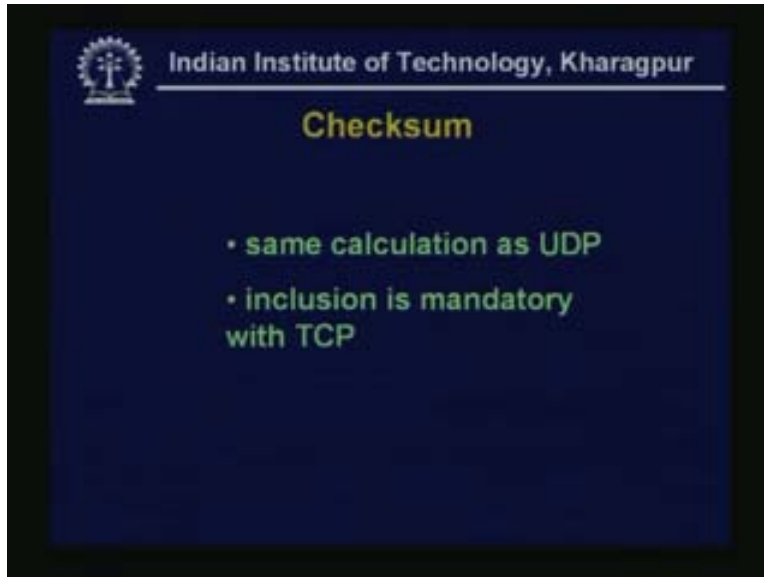 Indian Institute of Technology, Kharagpur
Checksum
• same calculation as UDP
• inclusion is mandatory
with TCP